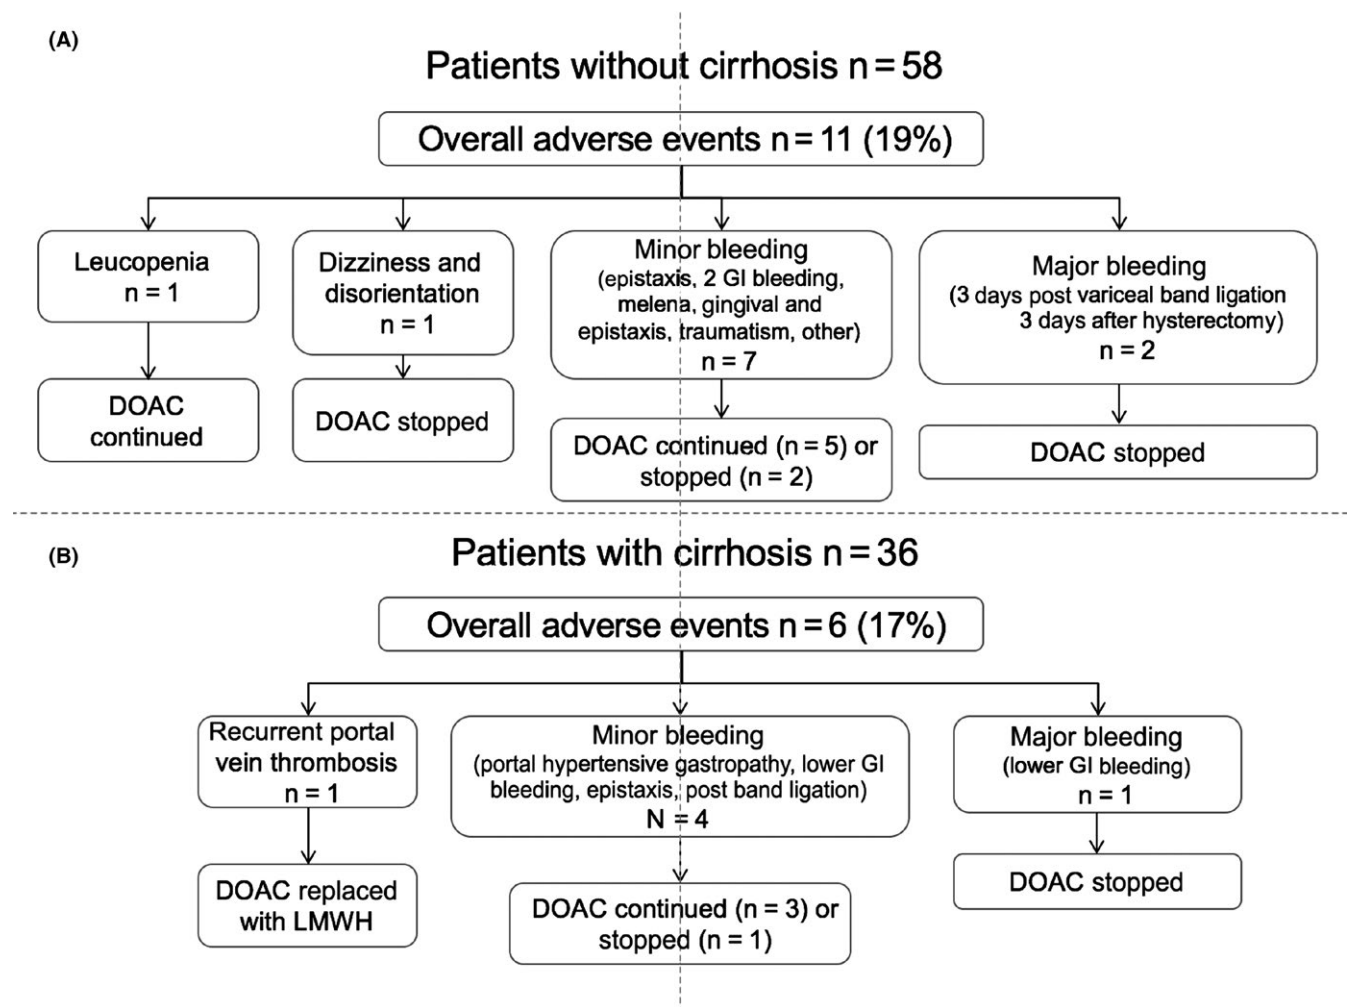 (A)
Patients without cirrhosis n = 58
Overall adverse events n = 11 (19%)
Leucopenia
n = 1
DOAC
continued
Dizziness and
disorientation
n = 1
DOAC stopped
Minor bleeding
(epistaxis, 2 GI bleeding,
melena, gingival and
epistaxis, traumatism, other)
n = 7
DOAC continued (n = 5) or
stopped (n = 2)
Major bleeding
(3 days post variceal band ligation
3 days after hysterectomy)
n = 2
DOAC stopped
(B)
Patients with cirrhosis n = 36
Overall adverse events n = 6 (17%)
Recurrent portal
vein thrombosis
n = 1
DOAC replaced
with LMWH
Minor bleeding
(portal hypertensive gastropathy, lower GI
bleeding, epistaxis, post band ligation)
N = 4
DOAC continued (n = 3) or
stopped (n = 1)
Major bleeding
(lower GI bleeding)
n = 1
DOAC stopped